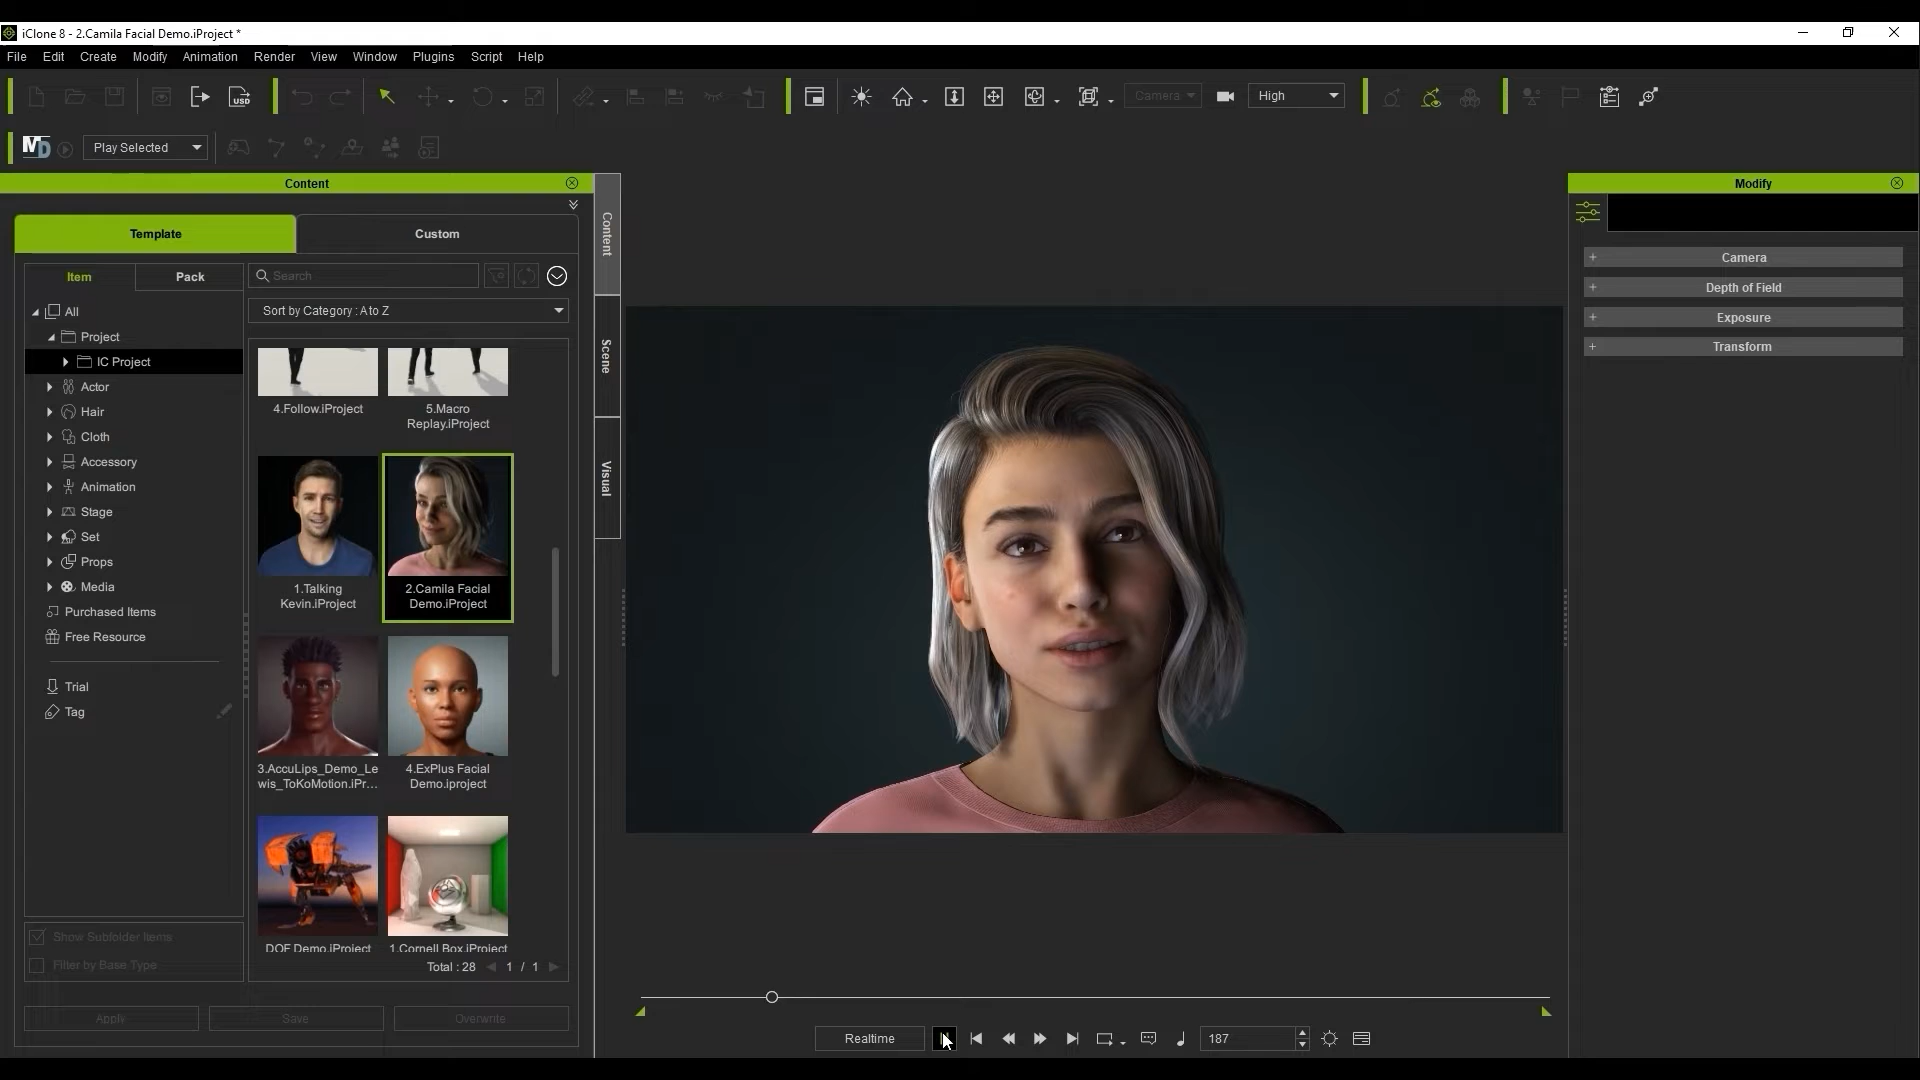 iClone 8 - 2.Camila Facial Demo.iProject *
File Edit Create Modify Animation Render View Window Plugins Script Help
USD
Camera
High
MD
Play Selected
Content
Modify
Template
Custom
Item
Pack
Search
Sort by Category : A to Z
All
Project
IC Project
Actor
Hair
Cloth
Accessory
Animation
Stage
Set
Props
Media
Purchased Items
Free Resource
Trial
Tag
Show Subfolder Items
Filter by Base Type
4.Follow.iProject
5.Macro
Replay.iProject
1.Talking
Kevin.iProject
2.Camila Facial
Demo.iProject
3.AccuLips_Demo_Le
wis_ToKoMotion.iPr...
4.ExPlus Facial
Demo.iproject
DOF Demo.iProject
1.Cornell Box.iProject
Total : 28
1 / 1
Apply
Save
Overwrite
Content
Scene
Visual
Camera
Depth of Field
Exposure
Transform
Realtime
187